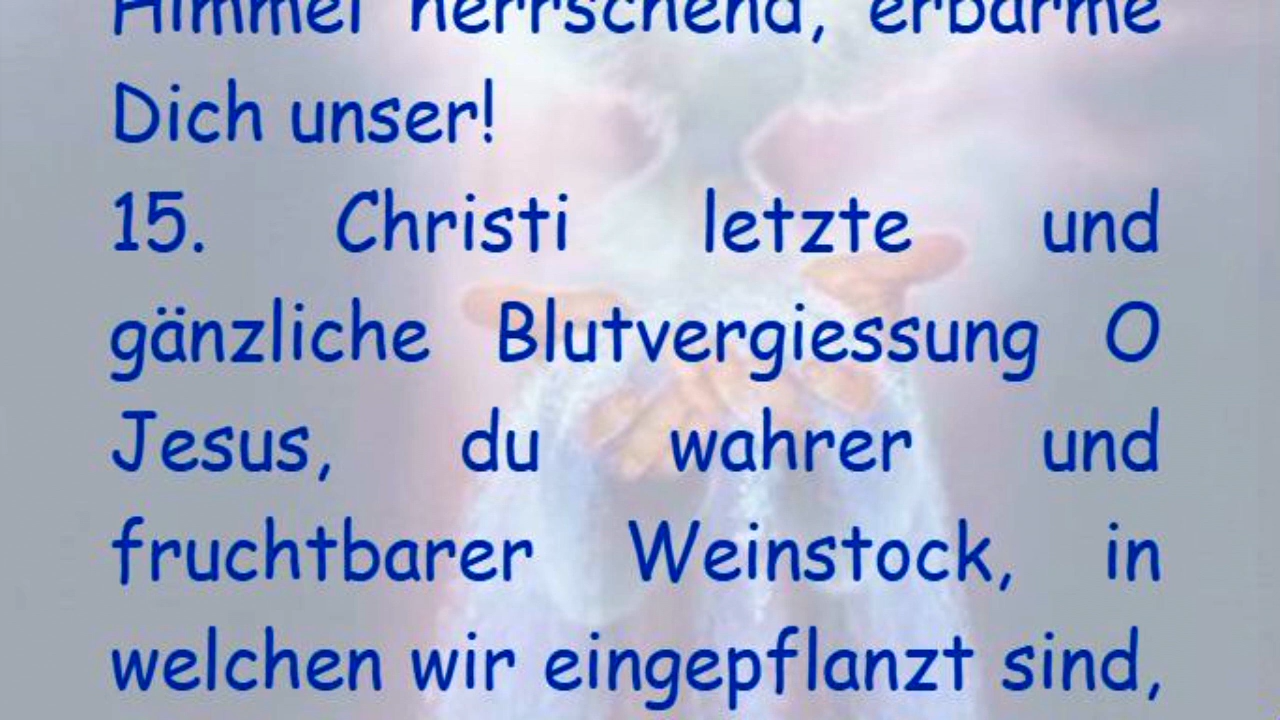 Himmel herrschend, erbarme
Dich unser!
15. Christi letzte und
gänzliche Blutvergiessung O
Jesus, du wahrer und
fruchtbarer Weinstock, in
welchen wir eingepflanzt sind,